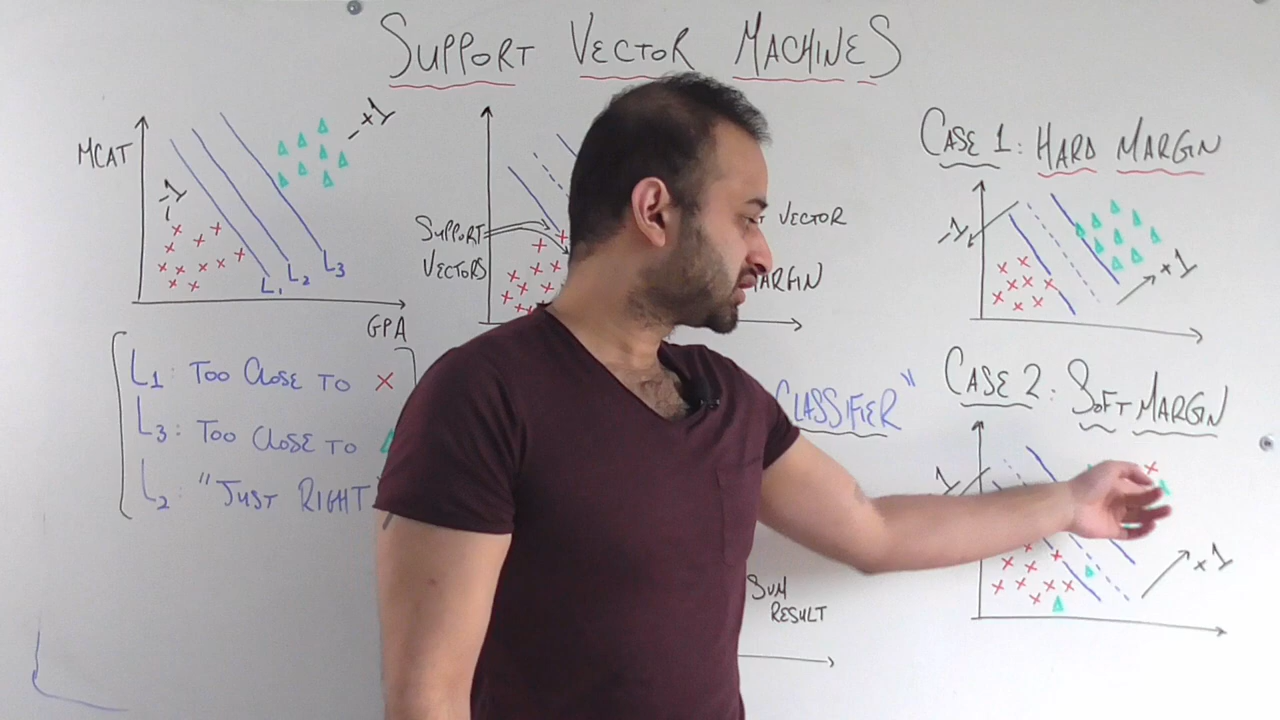 SUPPORT VECTOR MACHINES
MCAT
-1
+1
L1
L2
L3
GPA
L1: TOO CLOSE TO X
L3: TOO CLOSE TO
L2: "JUST RIGHT
SUPPORT
VECTORS
VECTOR
CLASSIFIER"
SUM
RESULT
CASE 1: HARD MARGIN
-1
+1
CASE 2: SOFT MARGIN
+1